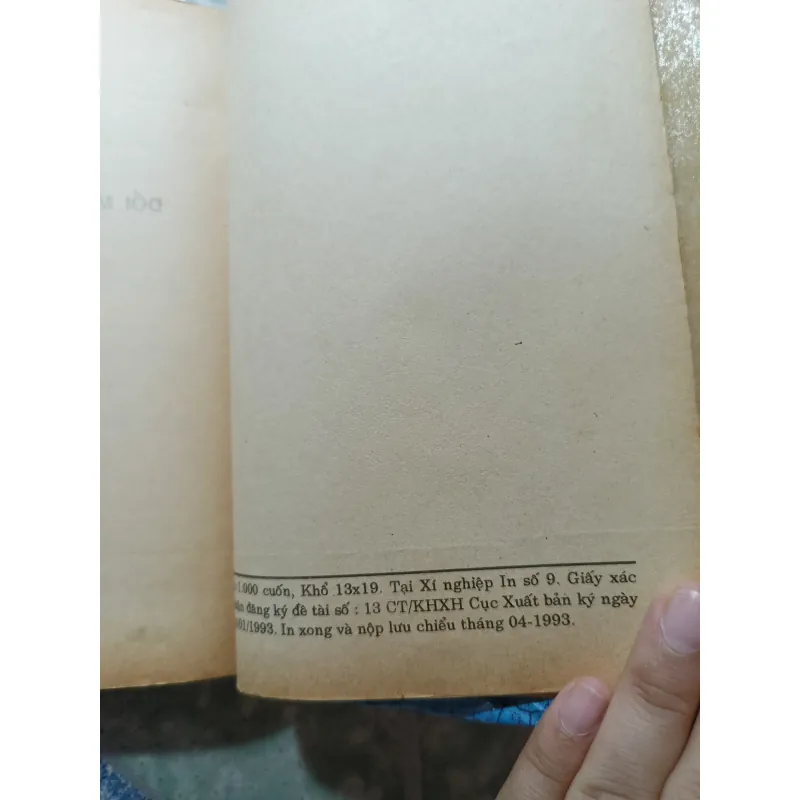 1.000 cuốn, Khổ 13x19. Tại Xí nghiệp In số 9. Giấy xác
đăng ký đề tài số : 13 CT/KHXH Cục Xuất bản ký ngày
01/1993. In xong và nộp lưu chiểu tháng 04-1993.